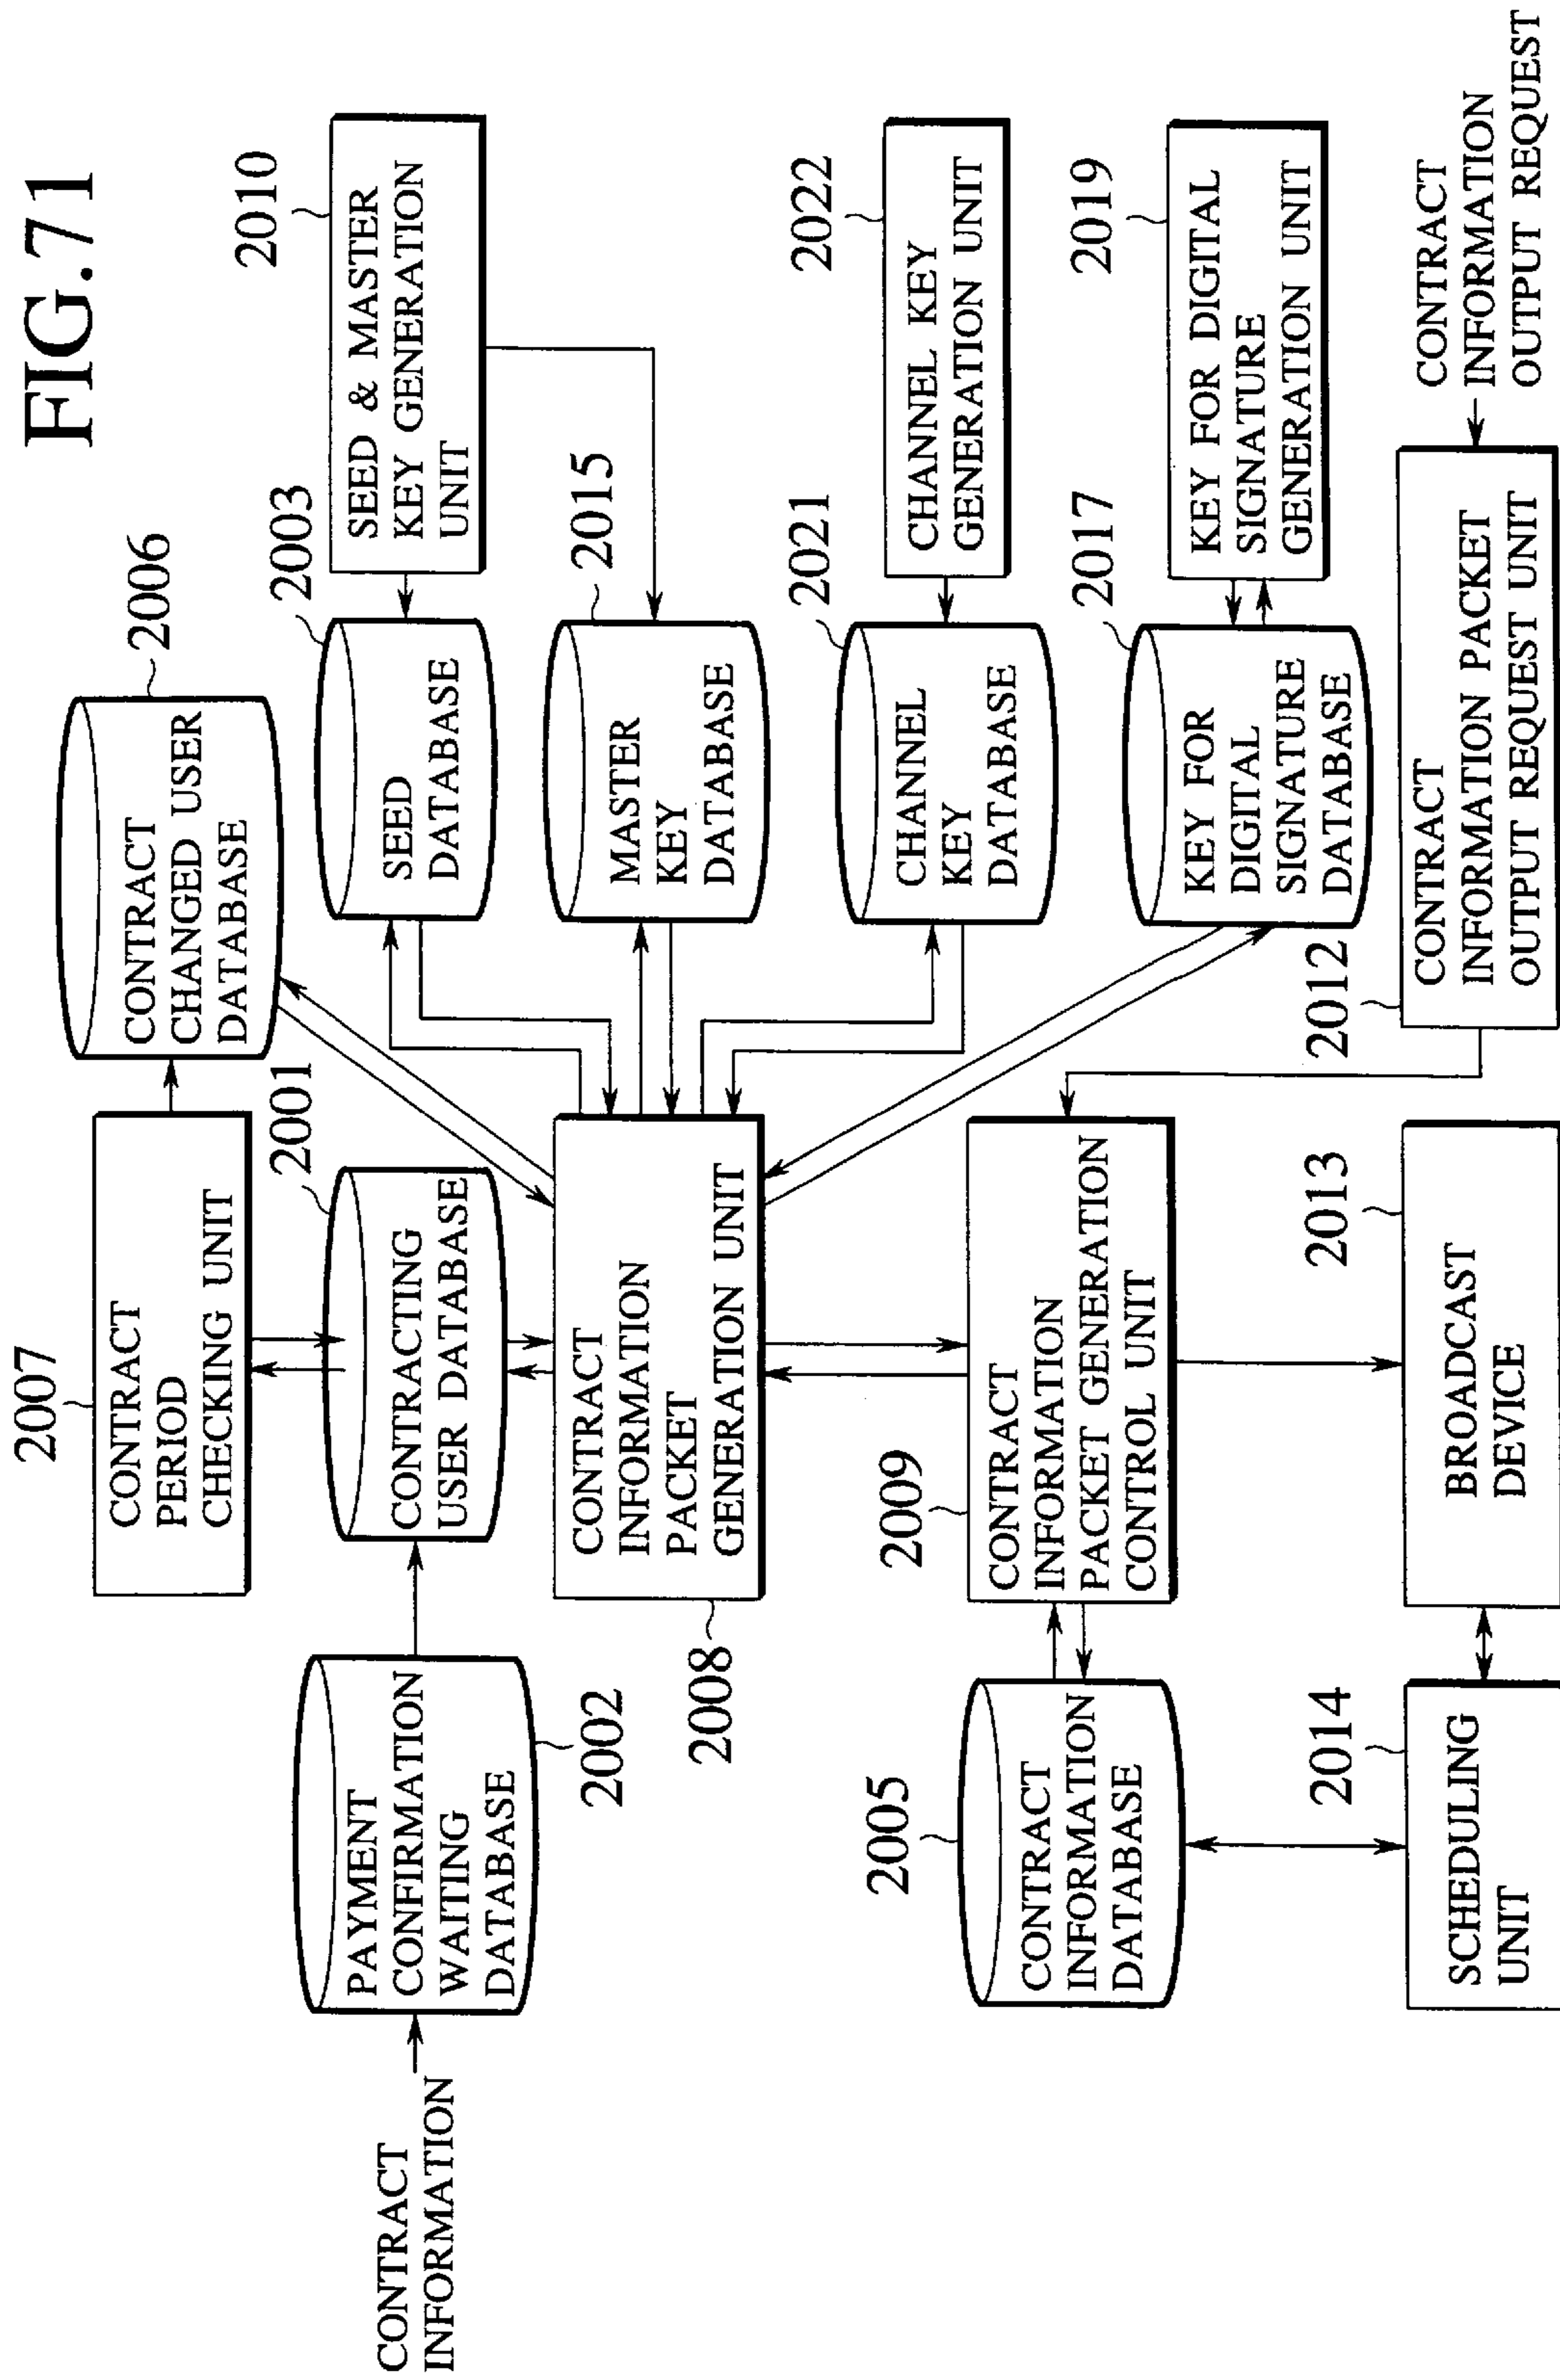 FIG.71
2007
CONTRACT
PERIOD
CHECKING UNIT
2006
CONTRACT
CHANGED USER
DATABASE
2010
SEED & MASTER
KEY GENERATION
UNIT
CONTRACT
INFORMATION
PAYMENT
CONFIRMATION
WAITING
DATABASE
2002
2001
CONTRACTING
USER DATABASE
2003
SEED
DATABASE
2015
MASTER
KEY
DATABASE
CONTRACT
INFORMATION
PACKET
GENERATION UNIT
2008
2021
CHANNEL
KEY
DATABASE
2022
CHANNEL KEY
GENERATION UNIT
2017
KEY FOR
DIGITAL
SIGNATURE
DATABASE
2019
KEY FOR DIGITAL
SIGNATURE
GENERATION UNIT
2005
CONTRACT
INFORMATION
DATABASE
2009
CONTRACT
INFORMATION
PACKET GENERATION
CONTROL UNIT
2012
CONTRACT
INFORMATION PACKET
OUTPUT REQUEST UNIT
CONTRACT
INFORMATION
OUTPUT REQUEST
2014
SCHEDULING
UNIT
2013
BROADCAST
DEVICE